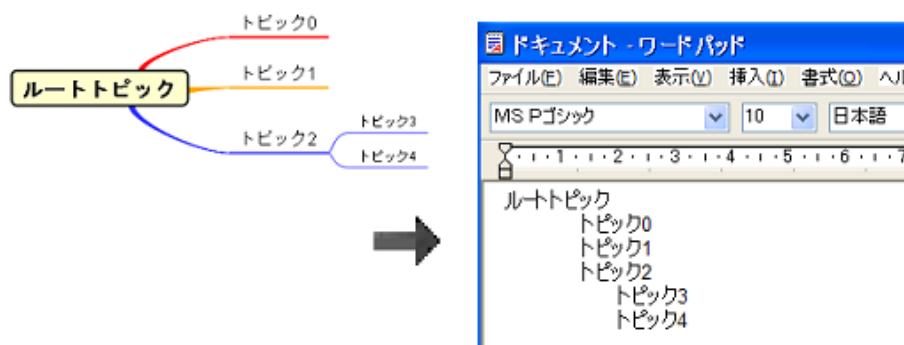 トピック0
トピック1
ルートトピック
トピック2
トピック3
トピック4
ドキュメント - ワードパッド
ファイル(F) 編集(E) 表示(V) 挿入(I) 書式(O) ヘル
MS Pゴシック 10 日本語
1 2 3 4 5 6 7
ルートトピック
トピック0
トピック1
トピック2
トピック3
トピック4